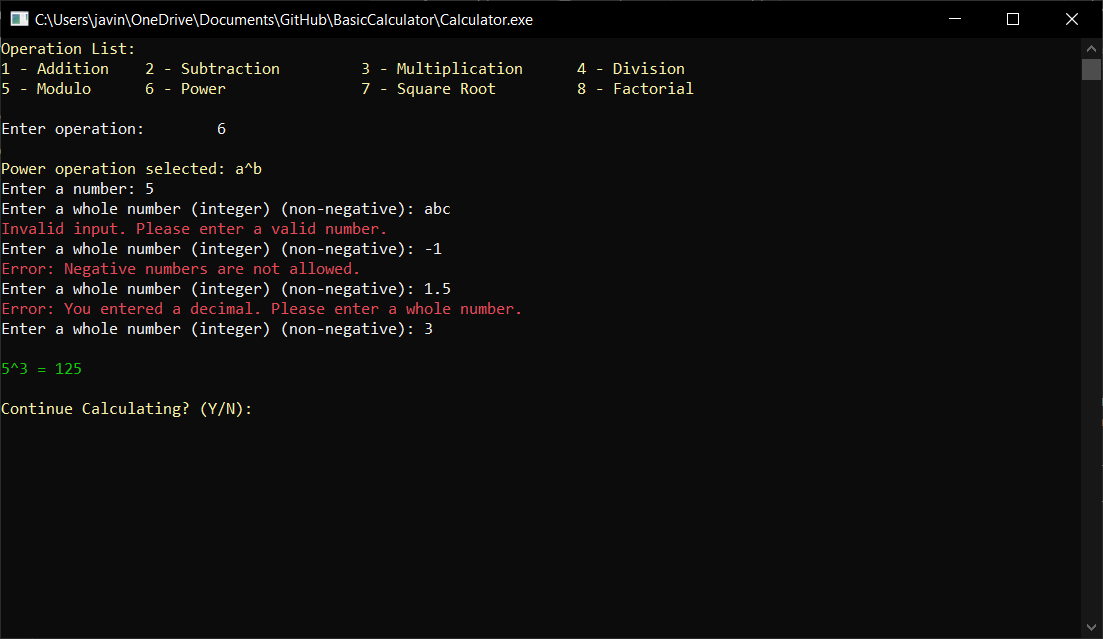 C:\Users\javin\OneDrive\Documents\GitHub\BasicCalculator\Calculator.exe
Operation List:
1 - Addition    2 - Subtraction         3 - Multiplication      4 - Division
5 - Modulo      6 - Power               7 - Square Root         8 - Factorial
Enter operation:        6
Power operation selected: a^b
Enter a number: 5
Enter a whole number (integer) (non-negative): abc
Invalid input. Please enter a valid number.
Enter a whole number (integer) (non-negative): -1
Error: Negative numbers are not allowed.
Enter a whole number (integer) (non-negative): 1.5
Error: You entered a decimal. Please enter a whole number.
Enter a whole number (integer) (non-negative): 3
5^3 = 125
Continue Calculating? (Y/N):